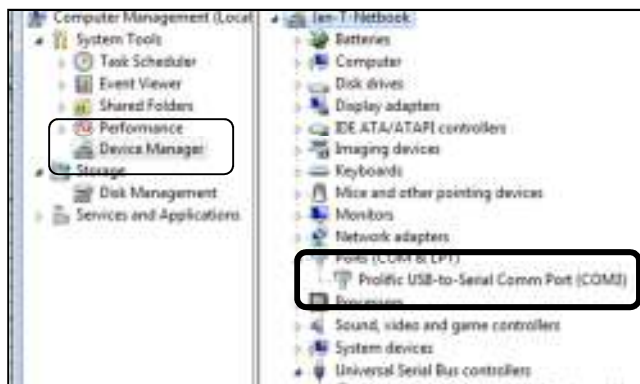 Computer Management (Local
System Tools
Task Scheduler
Event Viewer
Shared Folders
Performance
Device Manager
Storage
Disk Management
Services and Applications
Ien-T-Netbook
Batteries
Computer
Disk drives
Display adapters
IDE ATA/ATAPI controllers
Imaging devices
Keyboards
Mice and other pointing devices
Monitors
Network adapters
Ports (COM & LPT)
Prolific USB-to-Serial Comm Port (COM3)
Processors
Sound, video and game controllers
System devices
Universal Serial Bus controllers